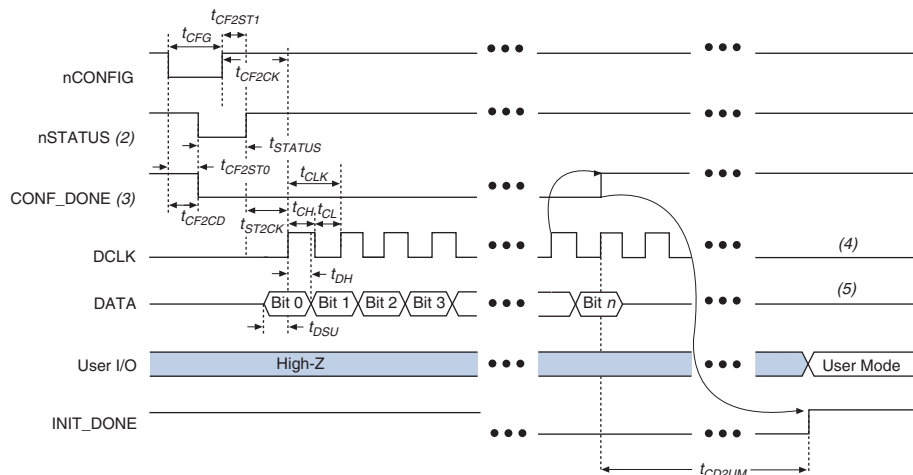 tCF2ST1
tCFG
tCF2CK
nCONFIG
nSTATUS (2)
tSTATUS
tCF2ST0
tCLK
CONF_DONE (3)
tCF2CD
tST2CK
tCH
tCL
DCLK
(4)
tDH
DATA
Bit 0
Bit 1
Bit 2
Bit 3
Bit n
(5)
tDSU
User I/O
High-Z
User Mode
INIT_DONE
tCD2UM